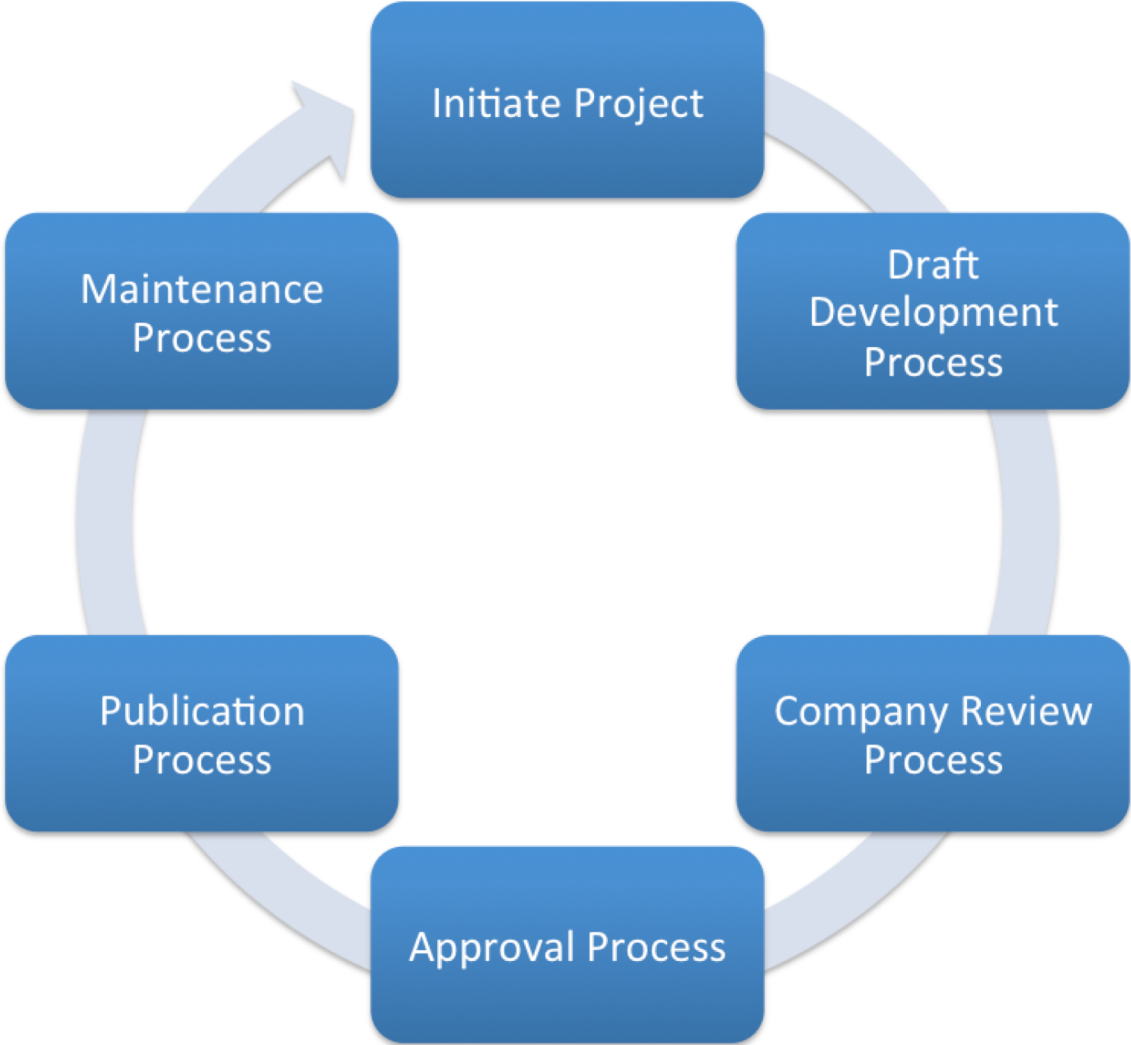 Initiate Project
Draft
Development
Process
Company Review
Process
Approval Process
Publication
Process
Maintenance
Process